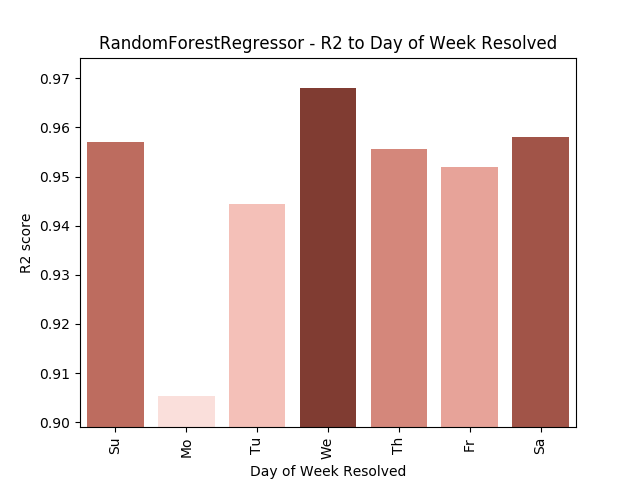 RandomForestRegressor - R2 to Day of Week Resolved
0.97
0.96
0.95
0.94
0.93
0.92
0.91
0.90
R2 score
Su
Mo
Tu
We
Th
Fr
Sa
Day of Week Resolved